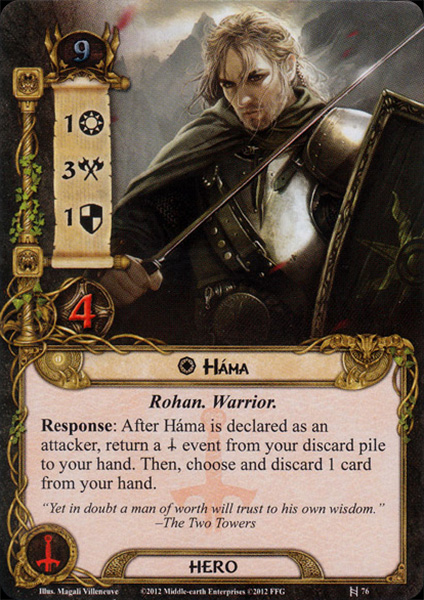 9
1
3
1
4
Háma
Rohan. Warrior.
Response: After Háma is declared as an
attacker, return a event from your discard pile
to your hand. Then, choose and discard 1 card
from your hand.
“Yet in doubt a man of worth will trust to his own wisdom.”
–The Two Towers
HERO
Illus. Magali Villeneuve ©2012 Middle-earth Enterprises ©2012 FFG 76